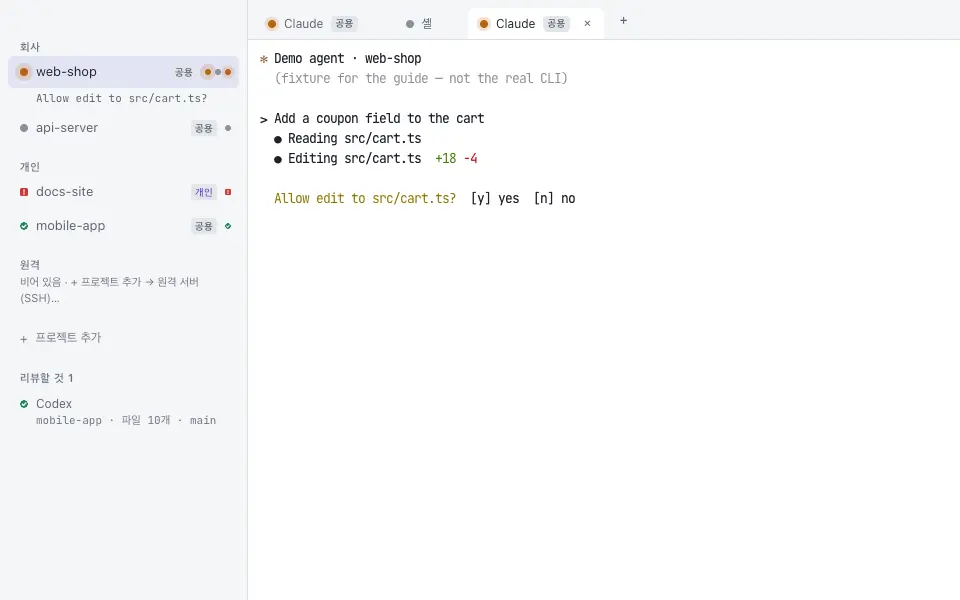 회사
web-shop 공용
Allow edit to src/cart.ts?
api-server 공용
개인
docs-site 개인
mobile-app 공용
원격
비어 있음 · + 프로젝트 추가 → 원격 서버
(SSH)...
+ 프로젝트 추가
리뷰할 것 1
Codex
mobile-app · 파일 10개 · main
Claude 공용 셸 Claude 공용 × +
* Demo agent · web-shop
(fixture for the guide — not the real CLI)
> Add a coupon field to the cart
● Reading src/cart.ts
● Editing src/cart.ts +18 -4
Allow edit to src/cart.ts? [y] yes [n] no